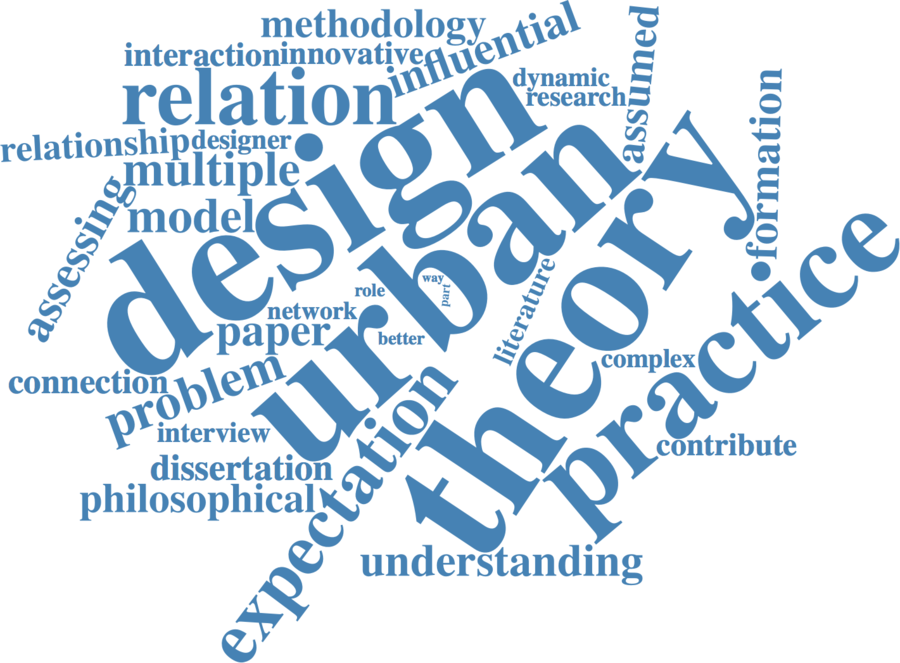 methodology
influential
assumed
interaction
innovative
dynamic
relation
research
formation
relationship
designer
multiple
design
urban
theory
model
assessing
practice
way
part
role
network
literature
paper
better
complex
connection
problem
interview
contribute
dissertation
expectation
philosophical
understanding